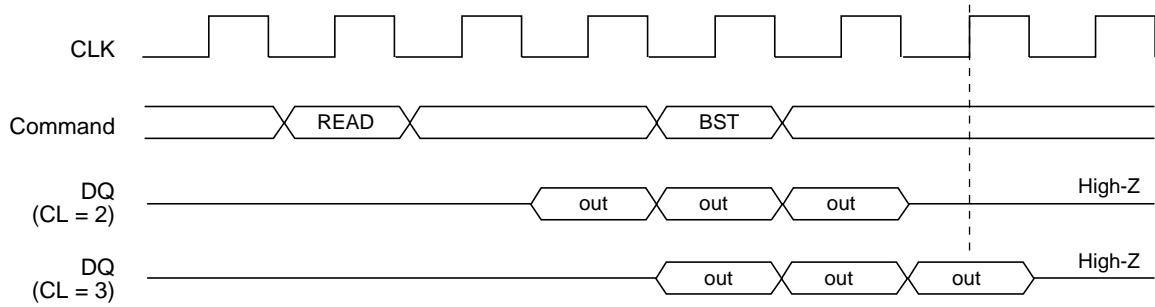 CLK
Command READ BST
DQ
(CL = 2) out out out High-Z
DQ
(CL = 3) out out out High-Z